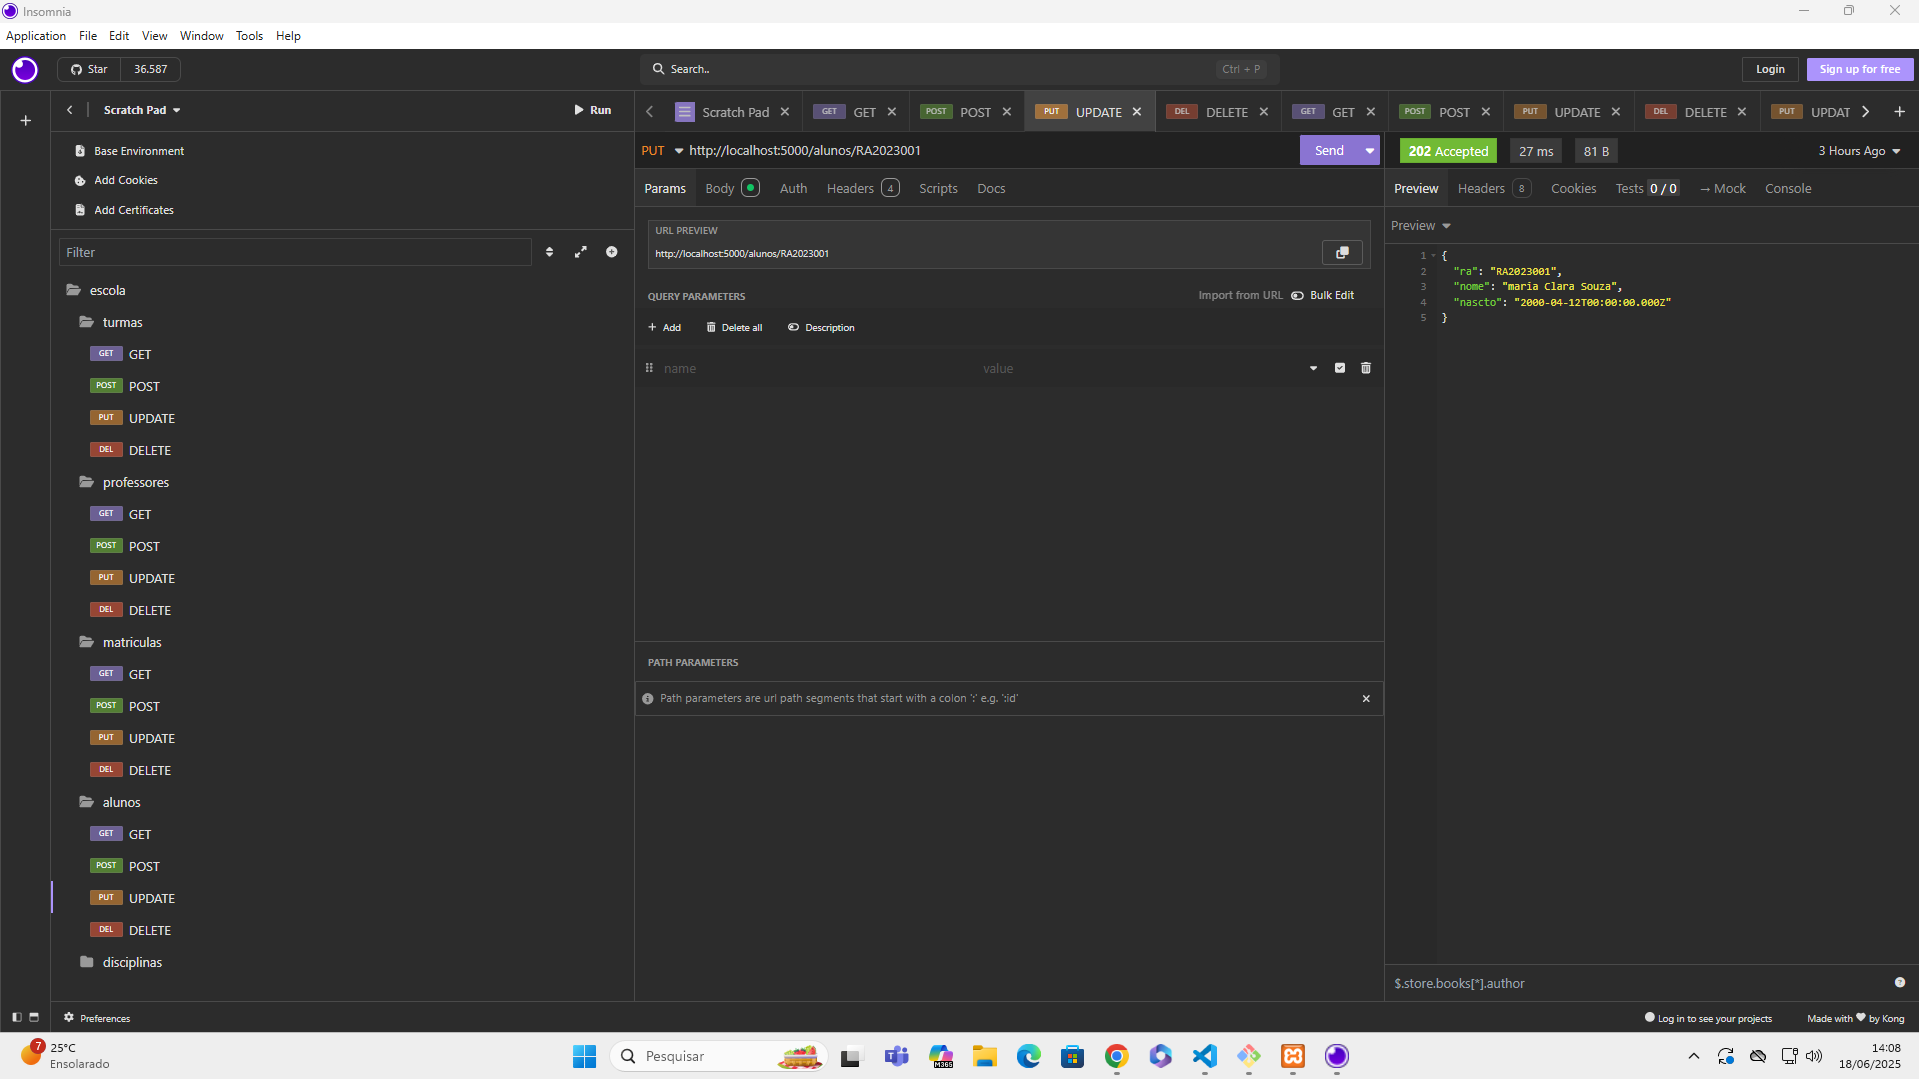 Insomnia
Application File Edit View Window Tools Help
Star 36.587
Search.. Ctrl + P
Login Sign up for free
Scratch Pad
Run
Scratch Pad GET GET POST POST PUT UPDATE DEL DELETE GET GET POST POST PUT UPDATE DEL DELETE PUT UPDAT
Base Environment
Add Cookies
Add Certificates
Filter
escola
turmas
GET GET
POST POST
PUT UPDATE
DEL DELETE
professores
GET GET
POST POST
PUT UPDATE
DEL DELETE
matriculas
GET GET
POST POST
PUT UPDATE
DEL DELETE
alunos
GET GET
POST POST
PUT UPDATE
DEL DELETE
disciplinas
PUT http://localhost:5000/alunos/RA2023001 Send
Params Body Auth Headers 4 Scripts Docs
URL PREVIEW
http://localhost:5000/alunos/RA2023001
QUERY PARAMETERS Import from URL Bulk Edit
Add Delete all Description
name value
PATH PARAMETERS
Path parameters are url path segments that start with a colon ':' e.g. ':id'
202 Accepted 27 ms 81 B 3 Hours Ago
Preview Headers 8 Cookies Tests 0 / 0 → Mock Console
Preview
1 {
2 "ra": "RA2023001",
3 "nome": "maria Clara Souza",
4 "nascto": "2000-04-12T00:00:00.000Z"
5 }
$.store.books[*].author
Preferences
Log in to see your projects Made with ❤ by Kong
7
25°C
Ensolarado
Pesquisar
M365
14:08
18/06/2025